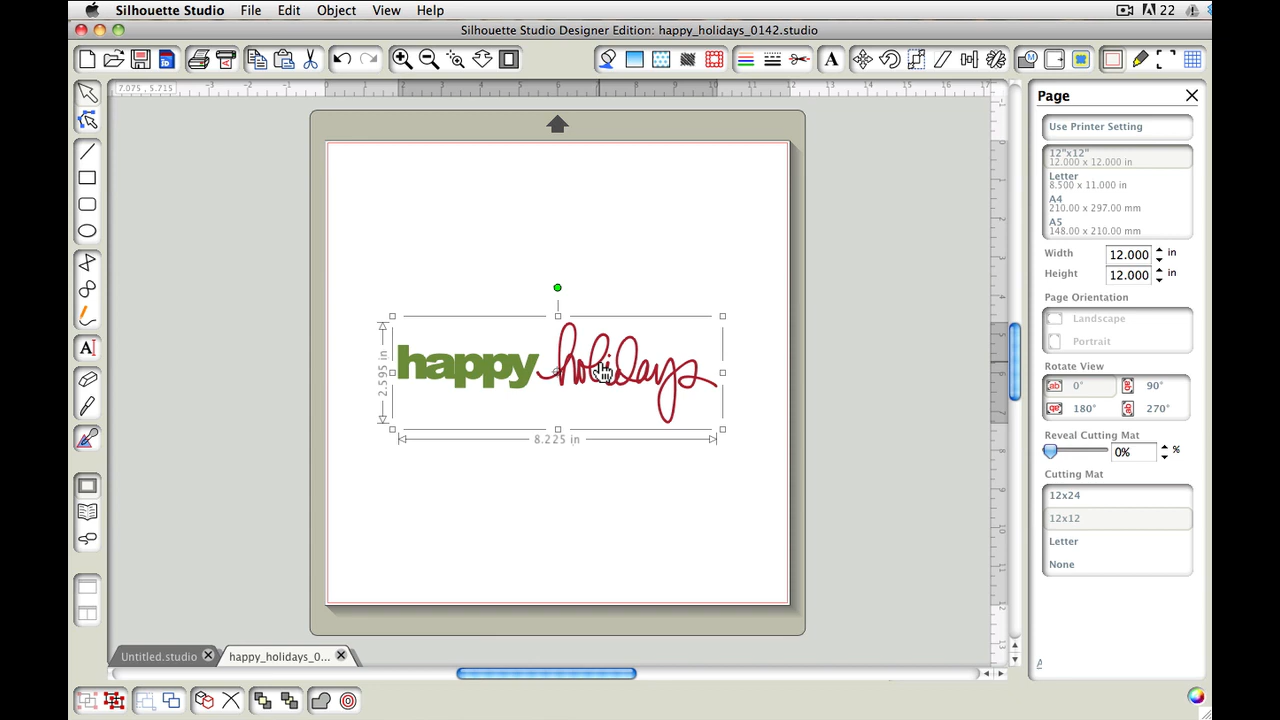 Silhouette Studio File Edit Object View Help 22
Silhouette Studio Designer Edition: happy_holidays_0142.studio
7.075 , 5.715
Page
Use Printer Setting
12"x12"
12.000 x 12.000 in
Letter
8.500 x 11.000 in
A4
210.00 x 297.00 mm
A5
148.00 x 210.00 mm
Width 12.000 in
Height 12.000 in
Page Orientation
Landscape
Portrait
Rotate View
0° 90°
180° 270°
Reveal Cutting Mat
0% %
Cutting Mat
12x24
12x12
Letter
None
happy holidays
2.595 in
8.225 in
Untitled.studio happy_holidays_0...